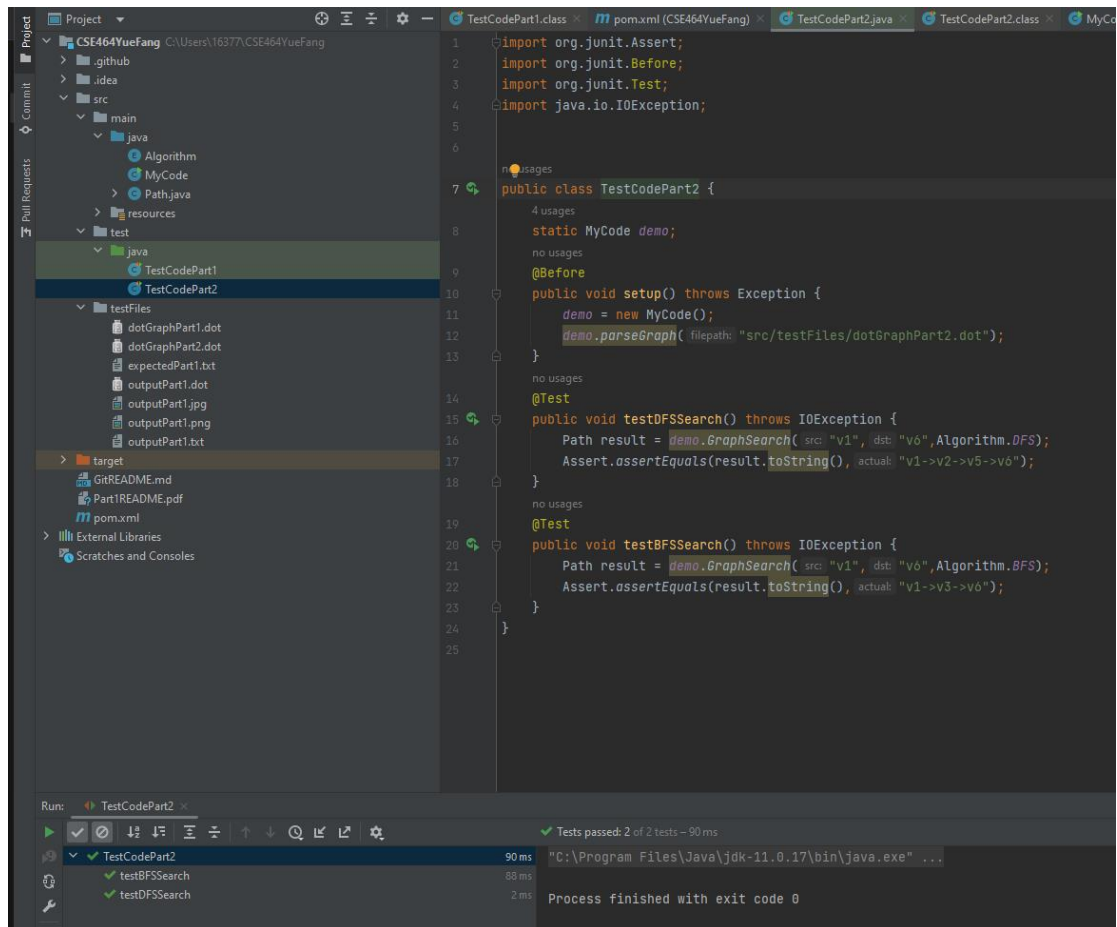 Project
TestCodePart1.class
pom.xml (CSE464YueFang)
TestCodePart2.java
TestCodePart2.class
MyCo
Project
Commit
Pull Requests
CSE464YueFang C:\Users\16377\CSE464YueFang
.github
.idea
src
main
java
Algorithm
MyCode
Path.java
resources
test
java
TestCodePart1
TestCodePart2
testFiles
dotGraphPart1.dot
dotGraphPart2.dot
expectedPart1.txt
outputPart1.dot
outputPart1.jpg
outputPart1.png
outputPart1.txt
target
GitREADME.md
Part1README.pdf
pom.xml
External Libraries
Scratches and Consoles
1 import org.junit.Assert;
2 import org.junit.Before;
3 import org.junit.Test;
4 import java.io.IOException;
5
6
usages
7 public class TestCodePart2 {
4 usages
8 static MyCode demo;
no usages
9 @Before
10 public void setup() throws Exception {
11 demo = new MyCode();
12 demo.parseGraph( filepath: "src/testFiles/dotGraphPart2.dot");
13 }
no usages
14 @Test
15 public void testDFSSearch() throws IOException {
16 Path result = demo.GraphSearch( src: "v1", dst: "v6",Algorithm.DFS);
17 Assert.assertEquals(result.toString(), actual: "v1->v2->v5->v6");
18 }
no usages
19 @Test
20 public void testBFSSearch() throws IOException {
21 Path result = demo.GraphSearch( src: "v1", dst: "v6",Algorithm.BFS);
22 Assert.assertEquals(result.toString(), actual: "v1->v3->v6");
23 }
24 }
25
Run: TestCodePart2
Tests passed: 2 of 2 tests – 90 ms
TestCodePart2 90 ms
testBFSSearch 88 ms
testDFSSearch 2 ms
"C:\Program Files\Java\jdk-11.0.17\bin\java.exe" ...
Process finished with exit code 0